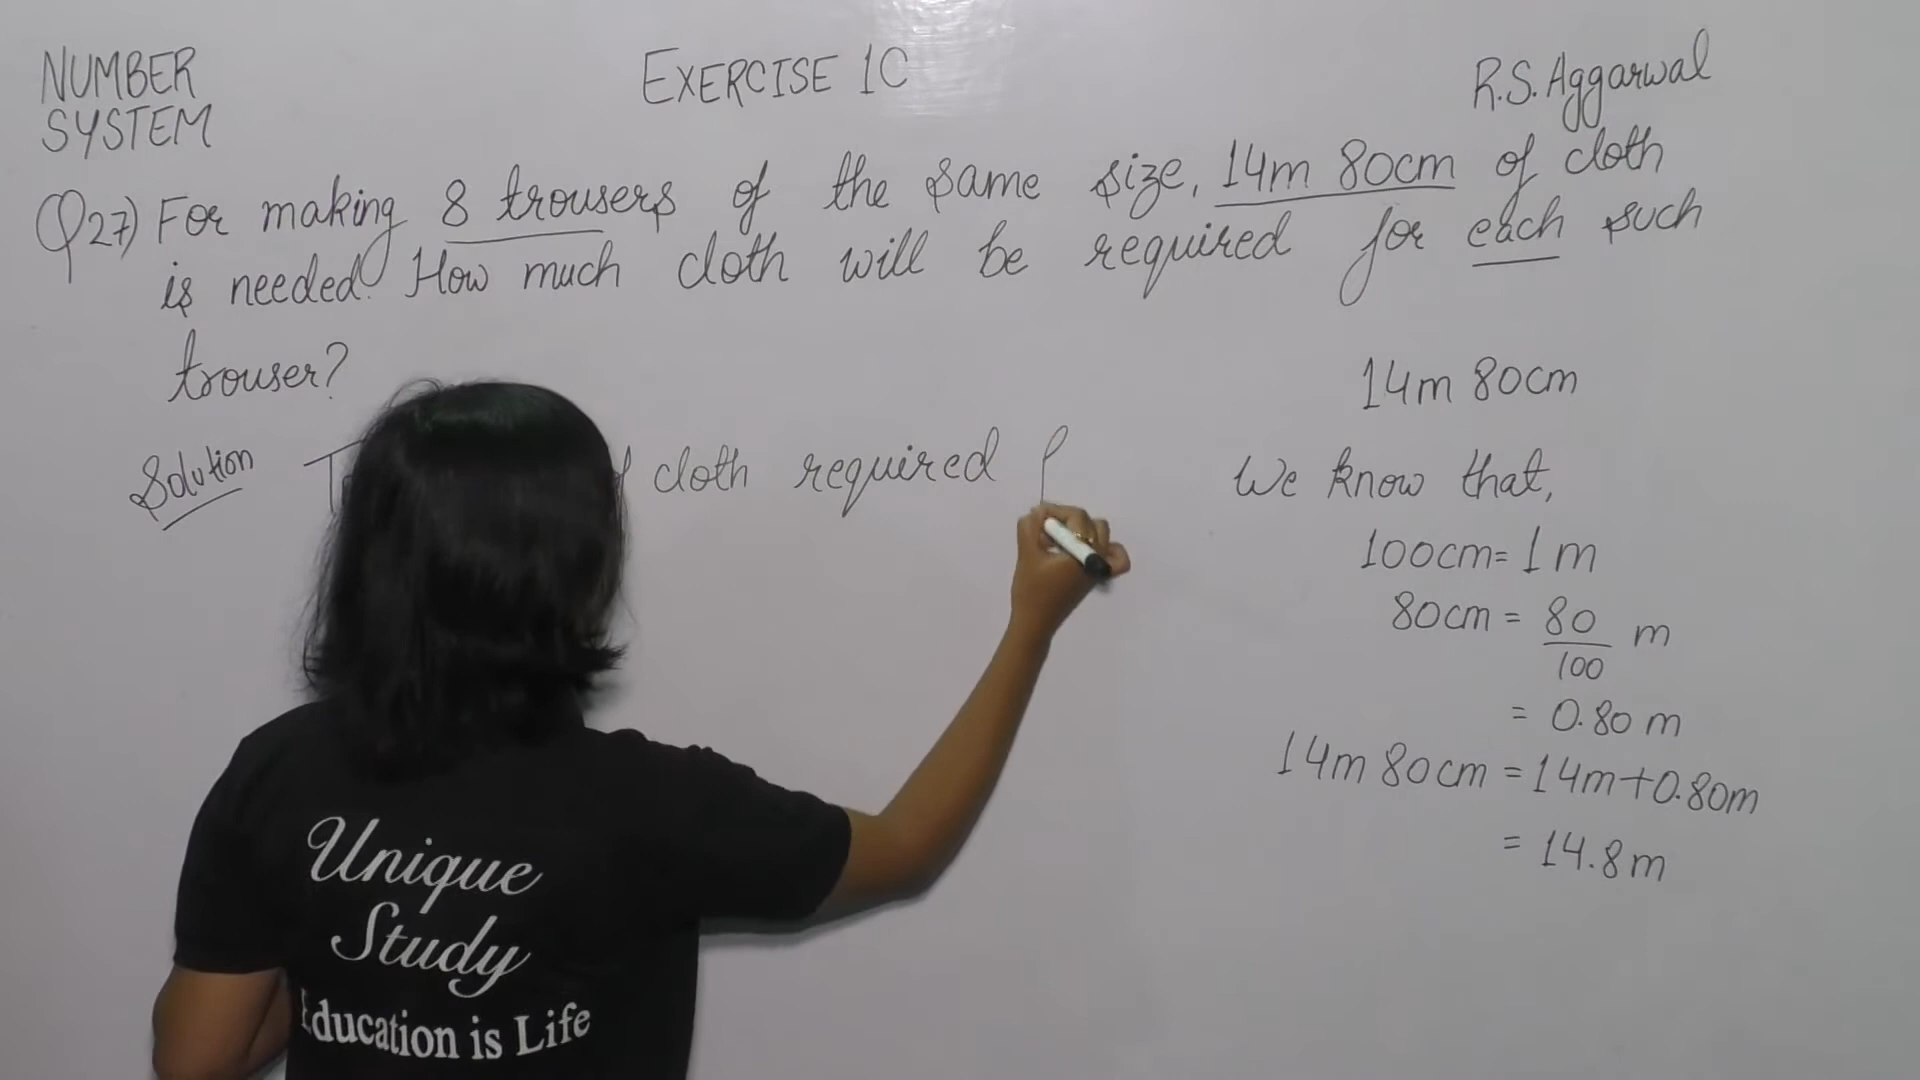 NUMBER
SYSTEM
EXERCISE 1C
R.S. Aggarwal
Q27) For making 8 trousers of the same size, 14m 80cm of cloth
is needed. How much cloth will be required for each such
trouser?
Solution
cloth required
14m 80cm
We know that,
100cm = 1m
80cm = 80/100 m
= 0.80 m
14m 80cm = 14m+0.80m
= 14.8m
Unique
Study
Education is Life